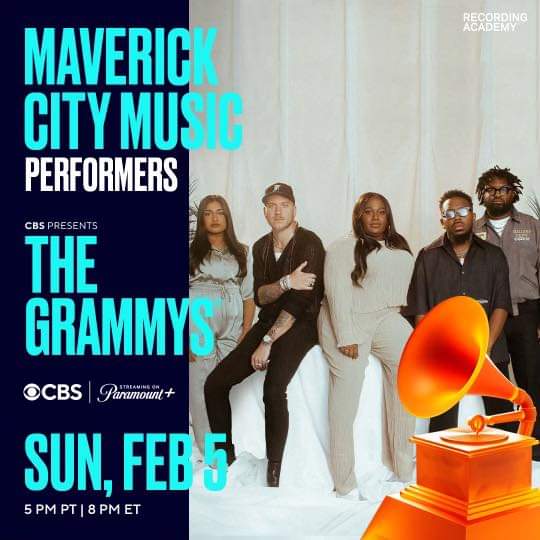 RECORDING
ACADEMY
MAVERICK
CITY MUSIC
PERFORMERS
CBS PRESENTS
THE
GRAMMYS
CBS | STREAMING ON
Paramount+
SUN, FEB 5
5 PM PT | 8 PM ET